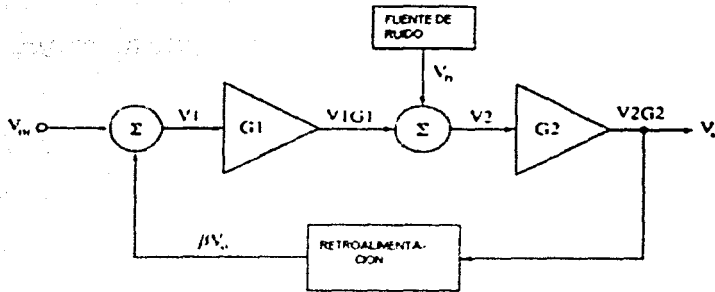 FUENTE DE
RUIDO
Vn
VIN
Σ
V1
G1
V1G1
Σ
V2
G2
V2G2
Vo
βVo
RETROALIMENTA-
CION